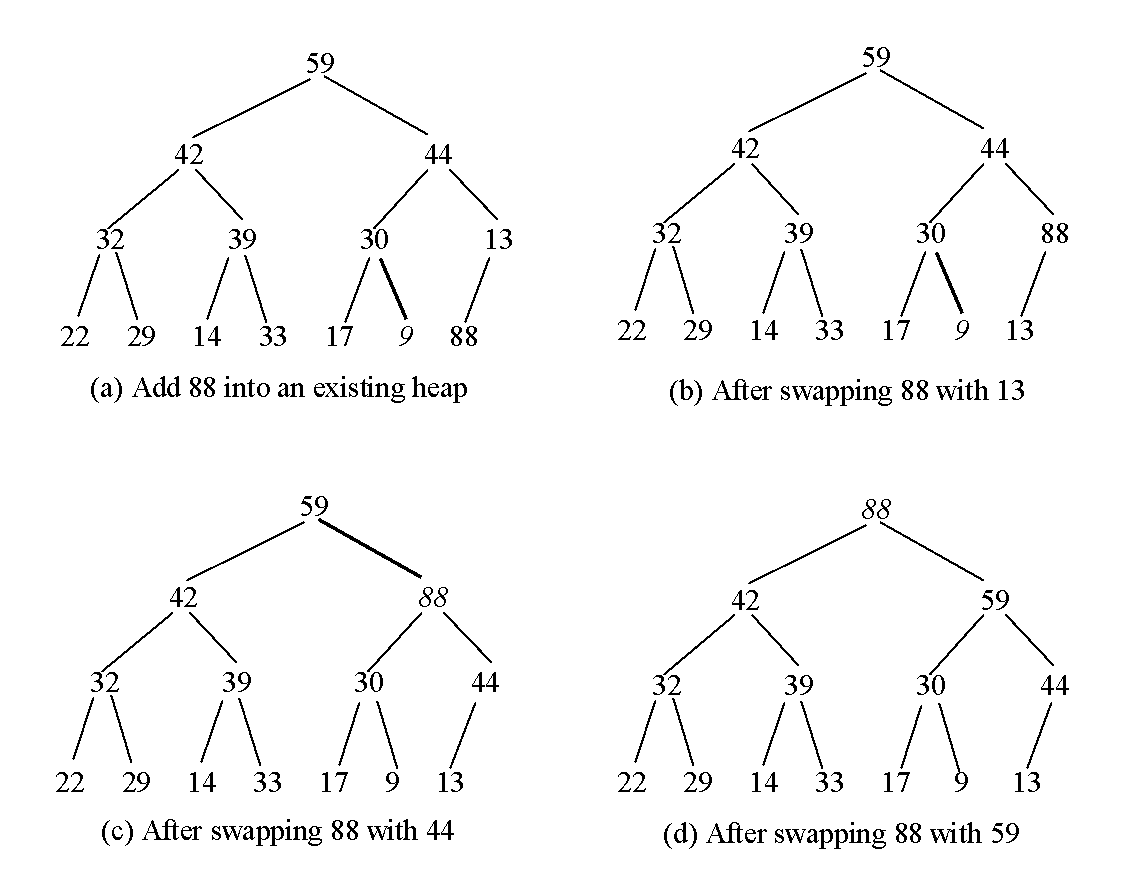 59
42 44
32 39 30 13
22 29 14 33 17 9 88
(a) Add 88 into an existing heap
59
42 44
32 39 30 88
22 29 14 33 17 9 13
(b) After swapping 88 with 13
59
42 88
32 39 30 44
22 29 14 33 17 9 13
(c) After swapping 88 with 44
88
42 59
32 39 30 44
22 29 14 33 17 9 13
(d) After swapping 88 with 59